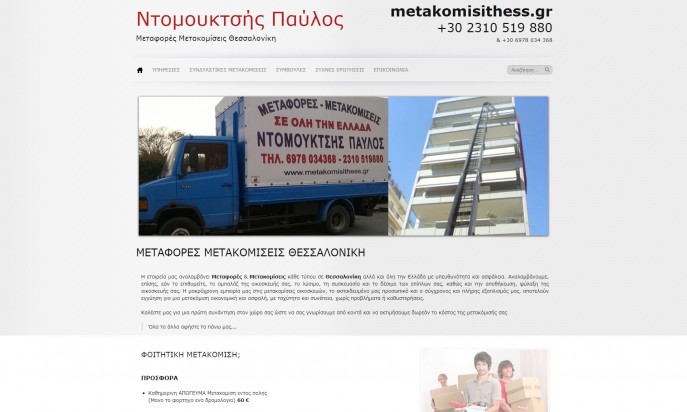 Ντομουκτσής Παύλος
Μεταφορές Μετακομίσεις Θεσσαλονίκη
metakomisithess.gr
+30 2310 519 880
& +30 6978 034 368
ΥΠΗΡΕΣΙΕΣ ΣΥΝΔΥΑΣΤΙΚΕΣ ΜΕΤΑΚΟΜΙΣΕΙΣ ΣΥΜΒΟΥΛΕΣ ΣΥΧΝΕΣ ΕΡΩΤΗΣΕΙΣ ΕΠΙΚΟΙΝΩΝΙΑ
Αναζήτηση...
ΜΕΤΑΦΟΡΕΣ - ΜΕΤΑΚΟΜΙΣΕΙΣ
ΣΕ ΟΛΗ ΤΗΝ ΕΛΛΑΔΑ
ΝΤΟΜΟΥΚΤΣΗΣ ΠΑΥΛΟΣ
ΤΗΛ. 6978 034368 - 2310 519880
www.metakomisithess.gr
ΜΕΤΑΦΟΡΕΣ ΜΕΤΑΚΟΜΙΣΕΙΣ ΘΕΣΣΑΛΟΝΙΚΗ
Η εταιρεία μας αναλαμβάνει Μεταφορές & Μετακομίσεις κάθε τύπου σε Θεσσαλονίκη αλλά και όλη την Ελλάδα με υπευθυνότητα και ασφάλεια. Αναλαμβάνουμε,
επίσης, εάν το επιθυμείτε, το αμπαλάζ της οικοσκευής σας, το λύσιμο, τη συσκευασία και το δέσιμο των επίπλων σας, καθώς και την αποθήκευση, φύλαξη της
οικοσκευής σας. Η μακρόχρονη εμπειρία μας στις μετακομίσεις οικοσκευών, το εκπαιδευμένο μας προσωπικό και ο σύγχρονος και πλήρης εξοπλισμός μας, αποτελούν
εγγύηση για μια μετακόμιση οικονομική και ασφαλή, με ταχύτητα και συνέπεια, χωρίς προβλήματα ή καθυστερήσεις.
Καλέστε μας για μια πρώτη συνάντηση στον χώρο σας ώστε να σας γνωρίσουμε από κοντά και να εκτιμήσουμε δωρεάν το κόστος της μετακόμισής σας
Όλα τα άλλα αφήστε τα πάνω μας...
ΦΟΙΤΗΤΙΚΗ ΜΕΤΑΚΟΜΙΣΗ;
ΠΡΟΣΦΟΡΑ
Καθημερινη ΑΠΟΓΕΥΜΑ Μετακομιση εντος πολης
(Μονο το φορτηγο ενα δρομολογιο) 60 €